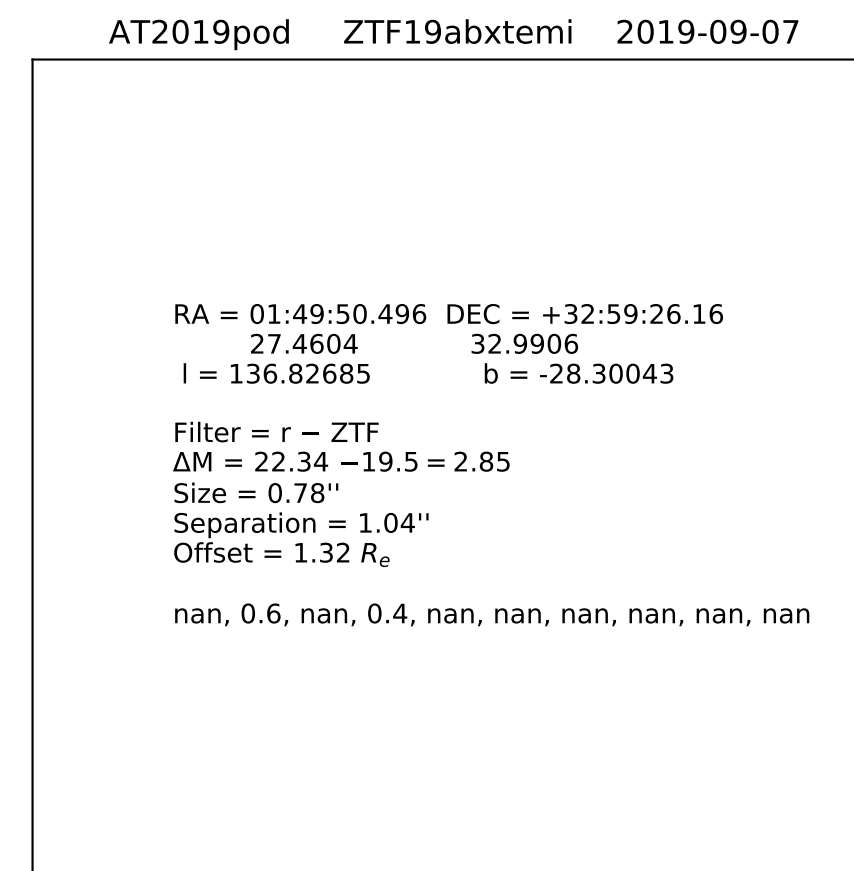 AT2019pod ZTF19abxtemi 2019-09-07
RA = 01:49:50.496 DEC = +32:59:26.16
27.4604 32.9906
l = 136.82685 b = -28.30043
Filter = r − ZTF
ΔM = 22.34 −19.5 = 2.85
Size = 0.78''
Separation = 1.04''
Offset = 1.32 Rₑ
nan, 0.6, nan, 0.4, nan, nan, nan, nan, nan, nan